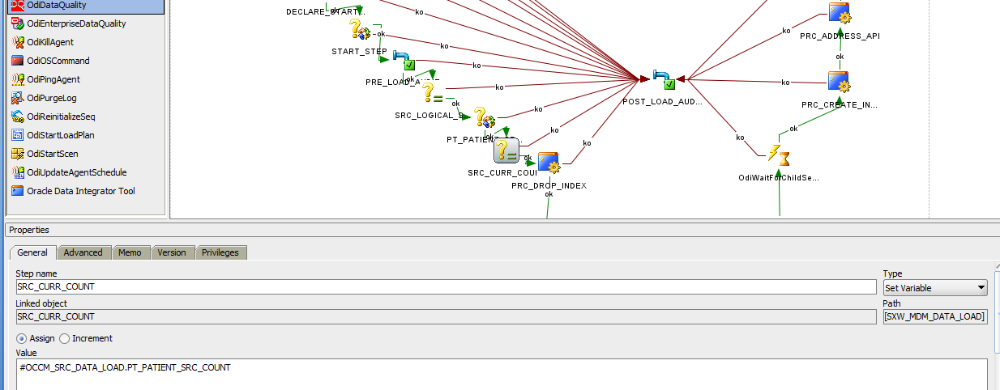 OdiDataQuality
OdiEnterpriseDataQuality
OdiKillAgent
OdiOSCommand
OdiPingAgent
OdiPurgeLog
OdiReinitializeSeq
OdiStartLoadPlan
OdiStartScen
OdiUpdateAgentSchedule
Oracle Data Integrator Tool
DECLARE_START...
ok
ko
START_STEP
ok
ko
PRE_LOAD_A
ok
ko
SRC_LOGICAL_S
ok
ko
PT_PATIENT
ok
ko
SRC_CURR_COUI
ok
ko
PRC_DROP_INDEX
ok
POST_LOAD_AUD...
ko
PRC_ADDRESS_API
ok
ko
PRC_CREATE_IN...
ok
ko
OdiWaitForChildSe...
Properties
General Advanced Memo Version Privileges
Step name Type
SRC_CURR_COUNT Set Variable
Linked object Path
SRC_CURR_COUNT [SXW_MDM_DATA_LOAD]
Assign Increment
Value
#OCCM_SRC_DATA_LOAD.PT_PATIENT_SRC_COUNT